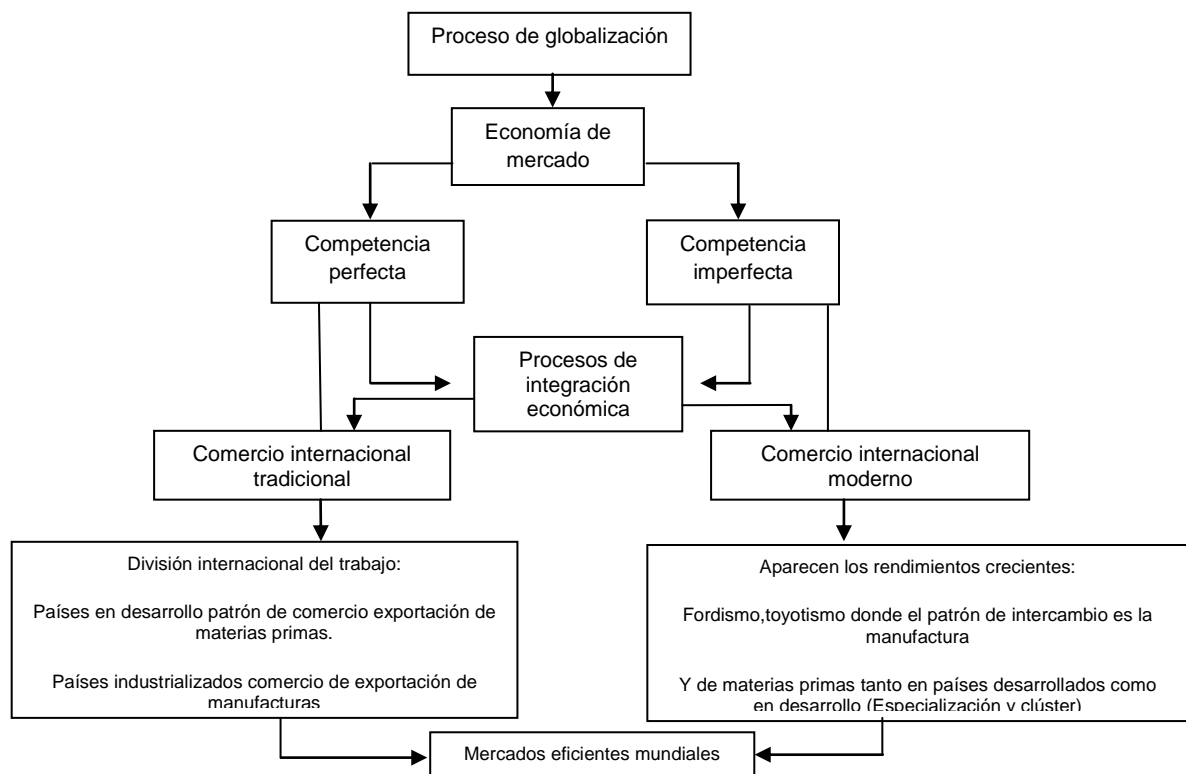 Proceso de globalización
Economía de
mercado
Competencia
perfecta
Competencia
imperfecta
Procesos de
integración
económica
Comercio internacional
tradicional
Comercio internacional
moderno
División internacional del trabajo:
Países en desarrollo patrón de comercio exportación de
materias primas.
Países industrializados comercio de exportación de
manufacturas
Aparecen los rendimientos crecientes:
Fordismo,toyotismo donde el patrón de intercambio es la
manufactura
Y de materias primas tanto en países desarrollados como
en desarrollo (Especialización y clúster)
Mercados eficientes mundiales